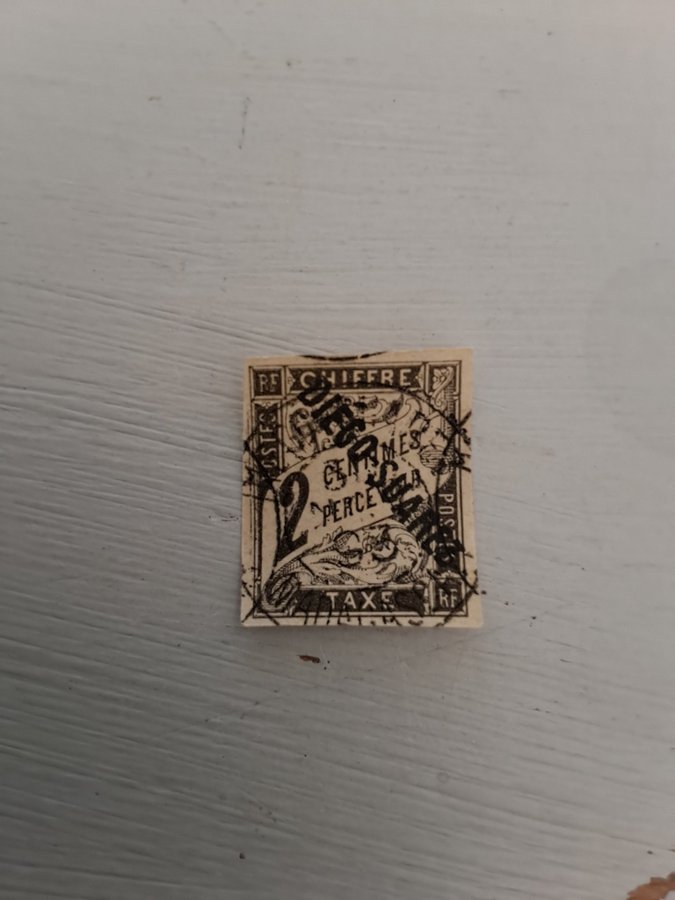 RF CHIFFRE
POSTES
2 CENTIMES
PERCEVOIR
DIEGO SUAREZ
POSTES
TAXE RF